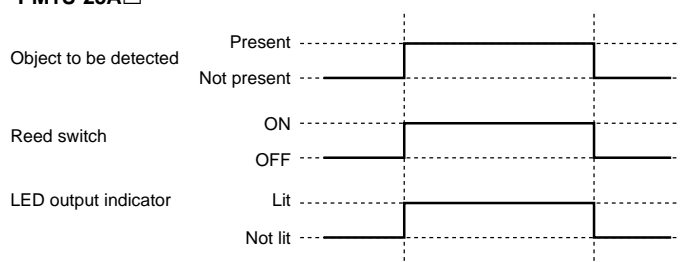 Object to be detected
Present
Not present
Reed switch
ON
OFF
LED output indicator
Lit
Not lit